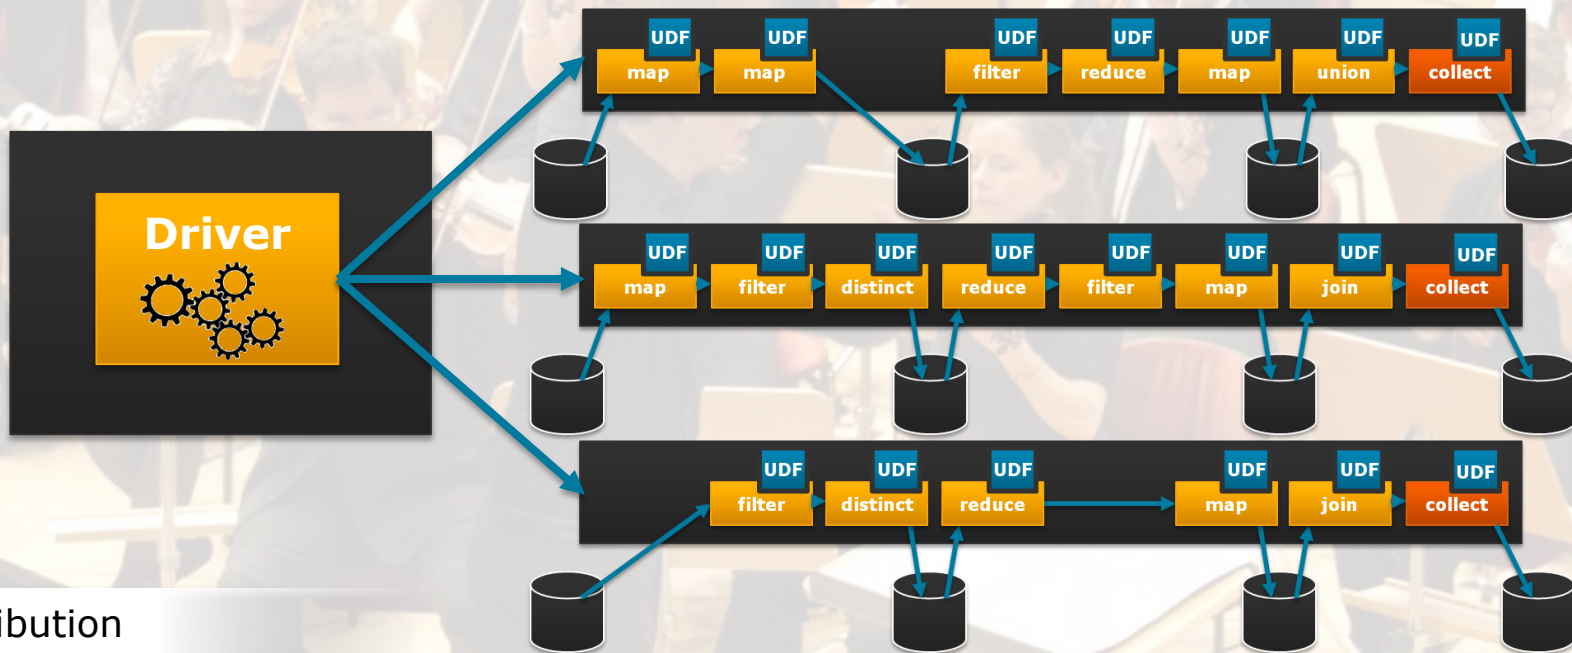 UDF UDF UDF UDF UDF UDF UDF
map map filter reduce map union collect
Driver
UDF UDF UDF UDF UDF UDF UDF UDF
map filter distinct reduce filter map join collect
UDF UDF UDF UDF UDF UDF
filter distinct reduce map join collect
ibution